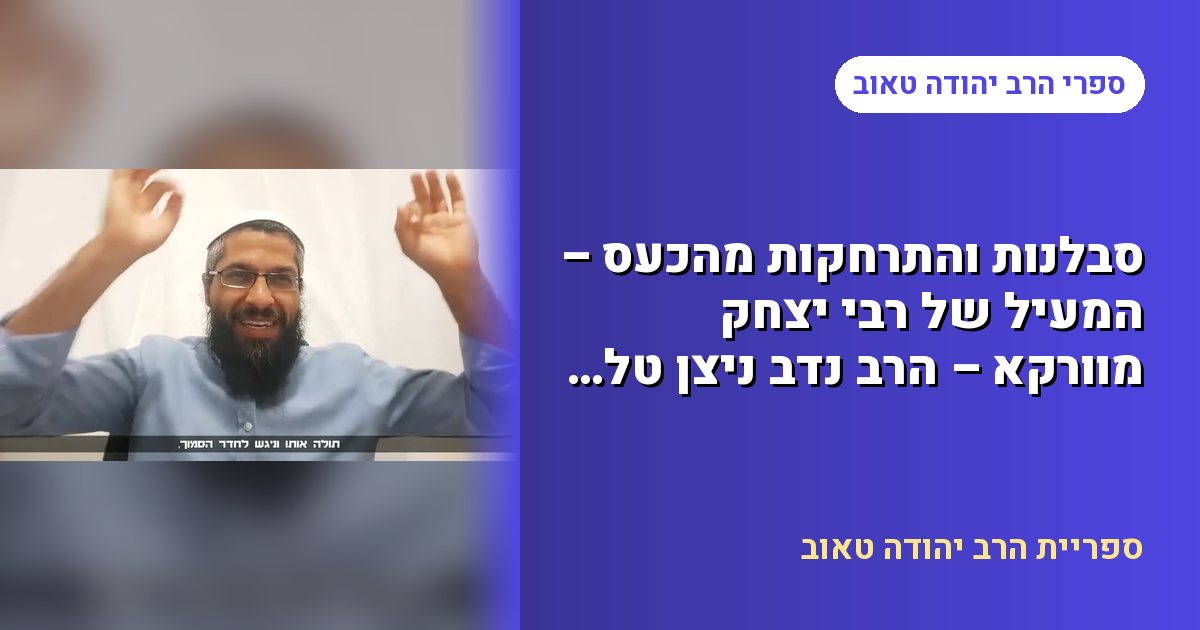 ספרי הרב יהודה טאוב
סבלנות והתרחקות מהכעס –
המעיל של רבי יצחק
מוורקא – הרב נדב ניצן טל...
תולה אותו וניגש לחדר הסמוך.
ספריית הרב יהודה טאוב